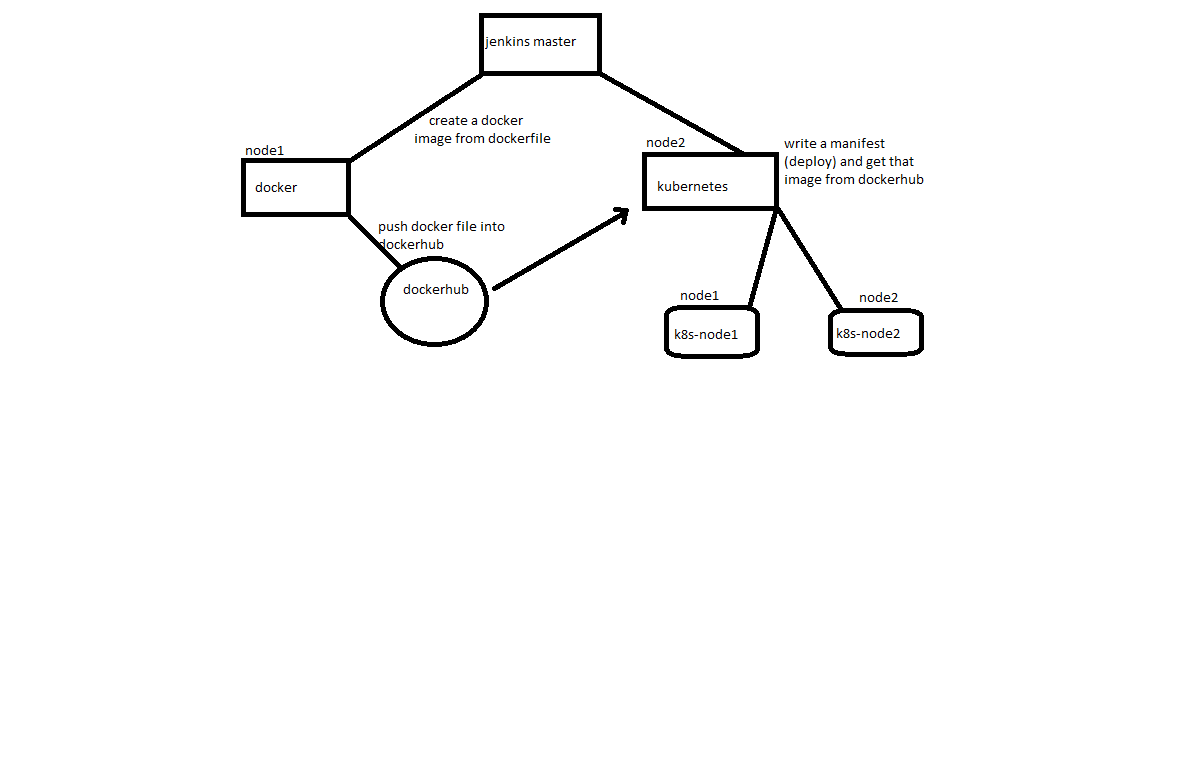 jenkins master
create a docker
image from dockerfile
node1
docker
push docker file into
dockerhub
dockerhub
node2
kubernetes
write a manifest
(deploy) and get that
image from dockerhub
node1
k8s-node1
node2
k8s-node2